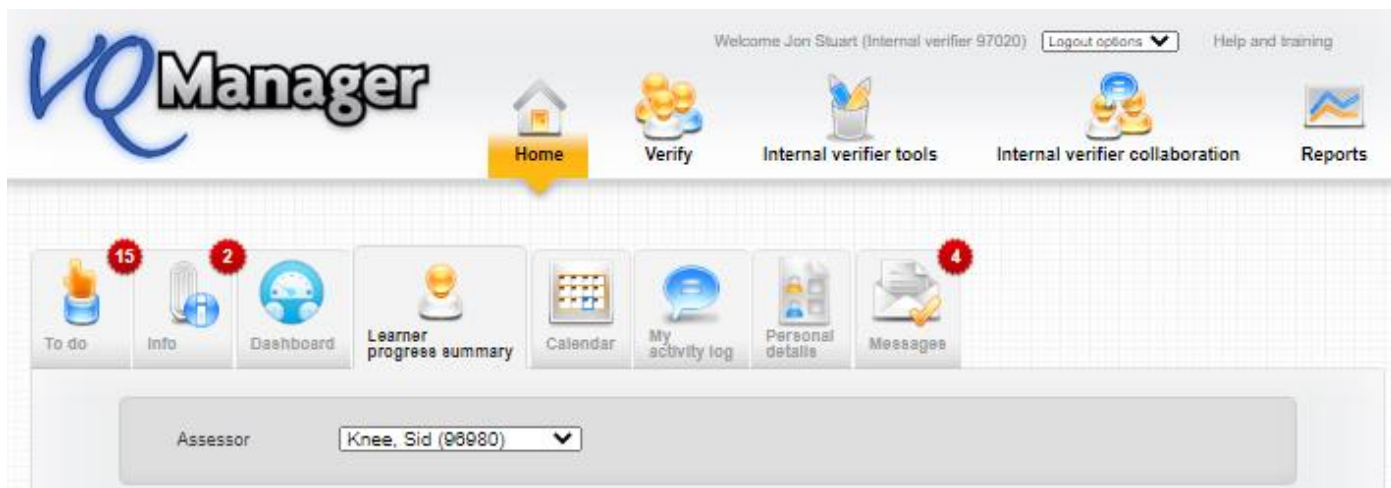 VQManager
Welcome Jon Stuart (Internal verifier 97020) Logout options Help and training
Home Verify Internal verifier tools Internal verifier collaboration Reports
15 2 4
To do Info Dashboard Learner progress summary Calendar My activity log Personal details Messages
Assessor Knee, Sid (96980)